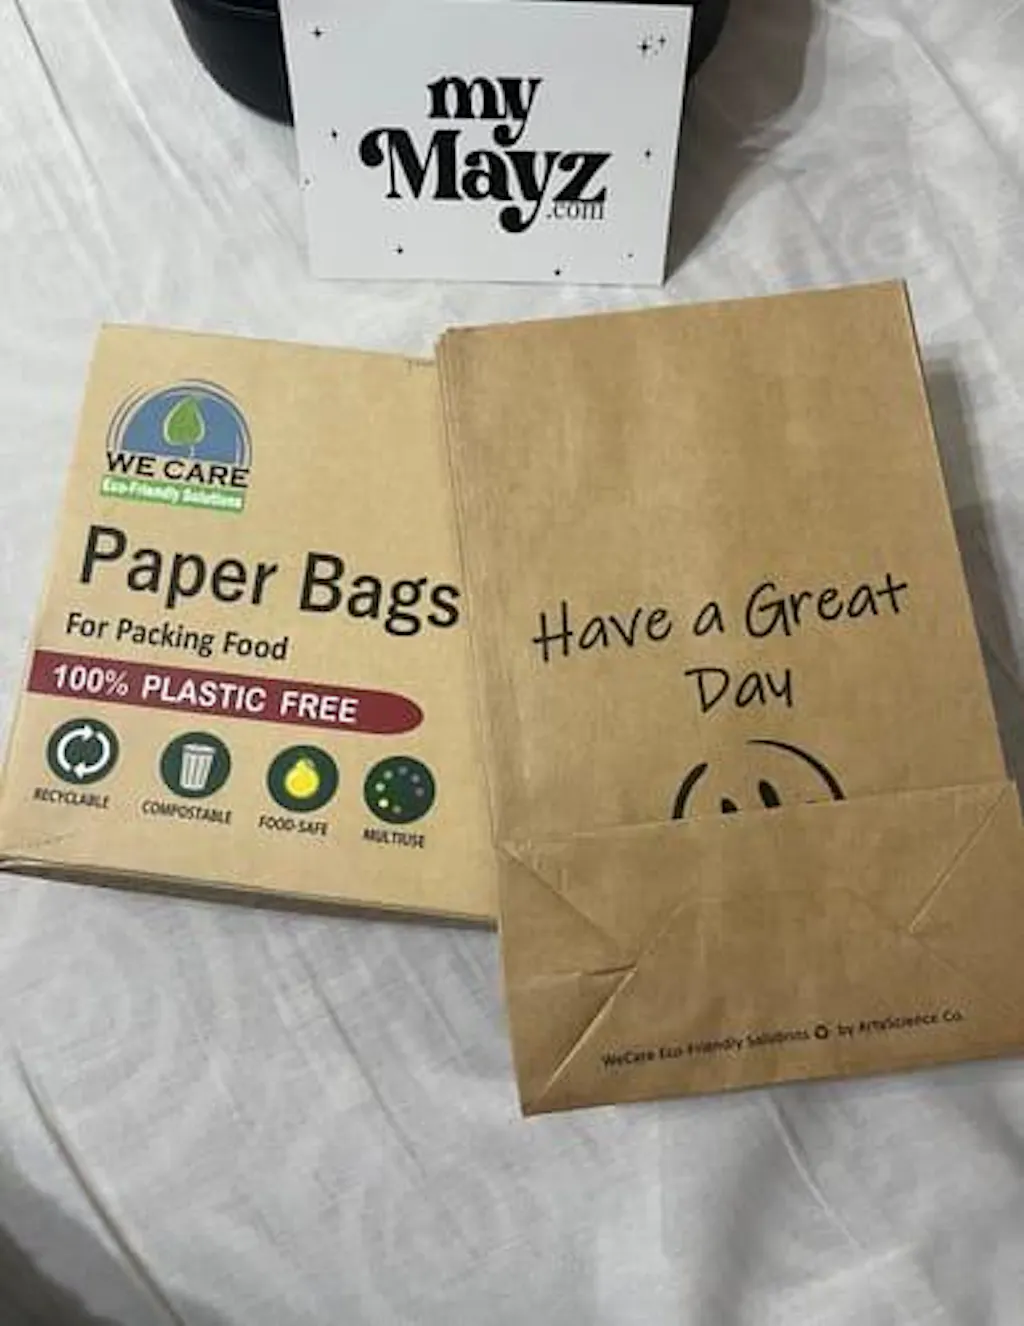 my
Mayz
.com
WE CARE
Eco-Friendly Solutions
Paper Bags
For Packing Food
100% PLASTIC FREE
RECYCLABLE
COMPOSTABLE
FOOD-SAFE
MULTIUSE
Have a Great
Day
WeCare Eco-Friendly Solutions ♻ by ArtsScience Co.